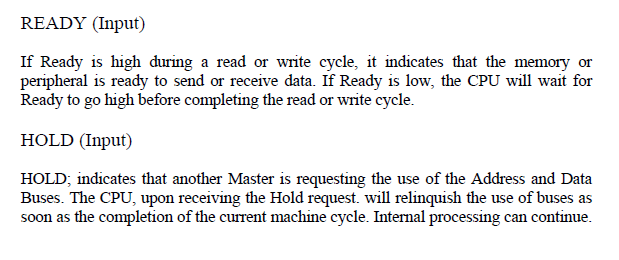 READY (Input)
If Ready is high during a read or write cycle, it indicates that the memory or
peripheral is ready to send or receive data. If Ready is low, the CPU will wait for
Ready to go high before completing the read or write cycle.
HOLD (Input)
HOLD; indicates that another Master is requesting the use of the Address and Data
Buses. The CPU, upon receiving the Hold request. will relinquish the use of buses as
soon as the completion of the current machine cycle. Internal processing can continue.